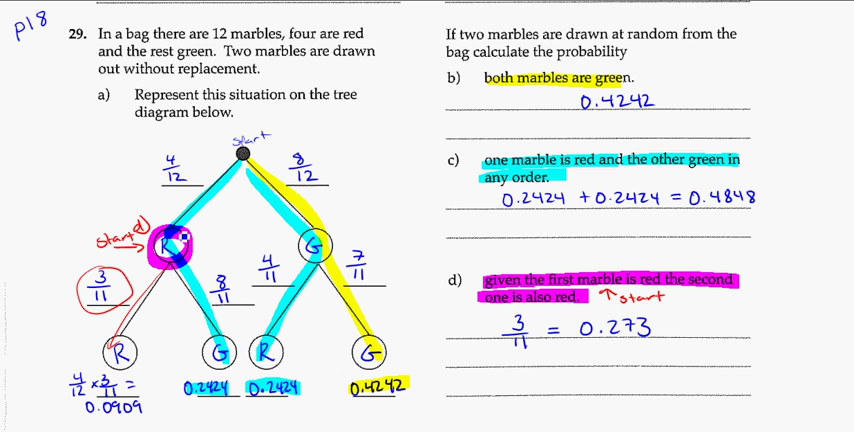 p18
29. In a bag there are 12 marbles, four are red
and the rest green. Two marbles are drawn
out without replacement.
a) Represent this situation on the tree
diagram below.
start
4/12
8/12
start d)
R
G
3/11
8/11
4/11
7/11
R
G
R
G
4/12 × 3/11 =
0.0909
0.2424
0.2424
0.4242
If two marbles are drawn at random from the
bag calculate the probability
b) both marbles are green.
0.4242
c) one marble is red and the other green in
any order.
0.2424 + 0.2424 = 0.4848
d) given the first marble is red the second
one is also red.
start
3/11 = 0.273